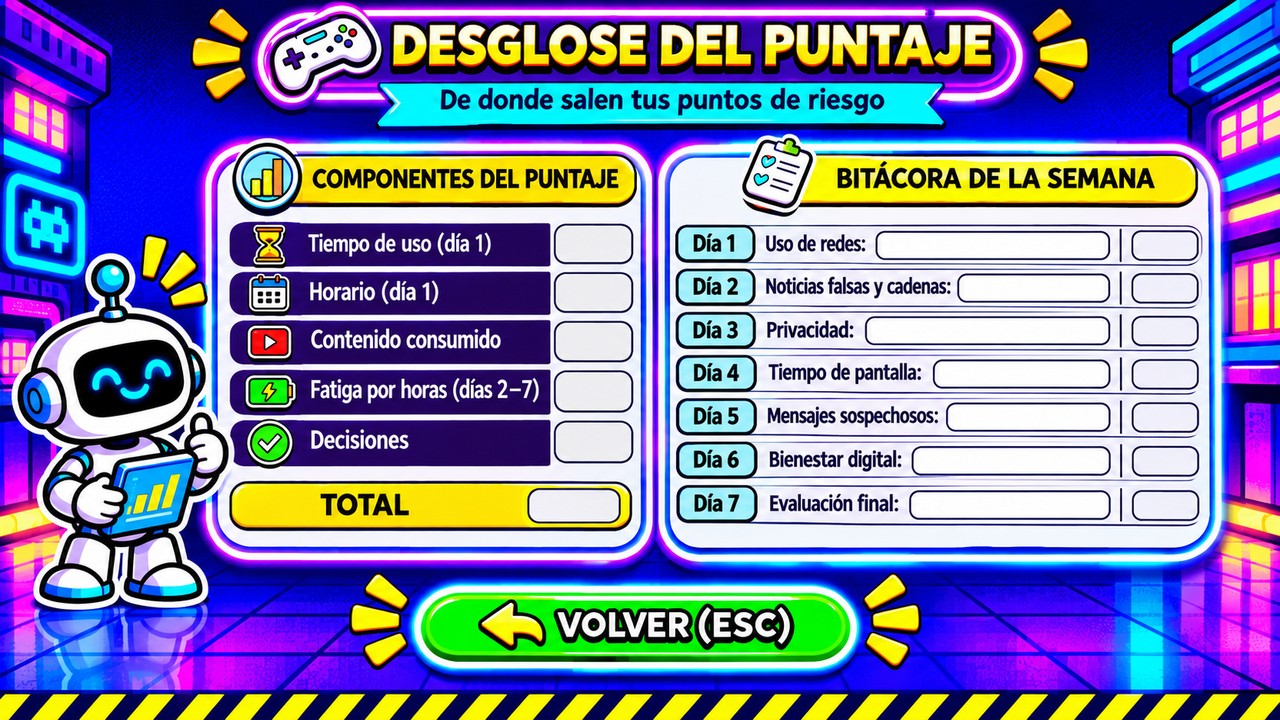 DESGLOSE DEL PUNTAJE
De donde salen tus puntos de riesgo
COMPONENTES DEL PUNTAJE
Tiempo de uso (día 1)
Horario (día 1)
Contenido consumido
Fatiga por horas (días 2–7)
Decisiones
TOTAL
BITÁCORA DE LA SEMANA
Día 1 Uso de redes:
Día 2 Noticias falsas y cadenas:
Día 3 Privacidad:
Día 4 Tiempo de pantalla:
Día 5 Mensajes sospechosos:
Día 6 Bienestar digital:
Día 7 Evaluación final:
VOLVER (ESC)